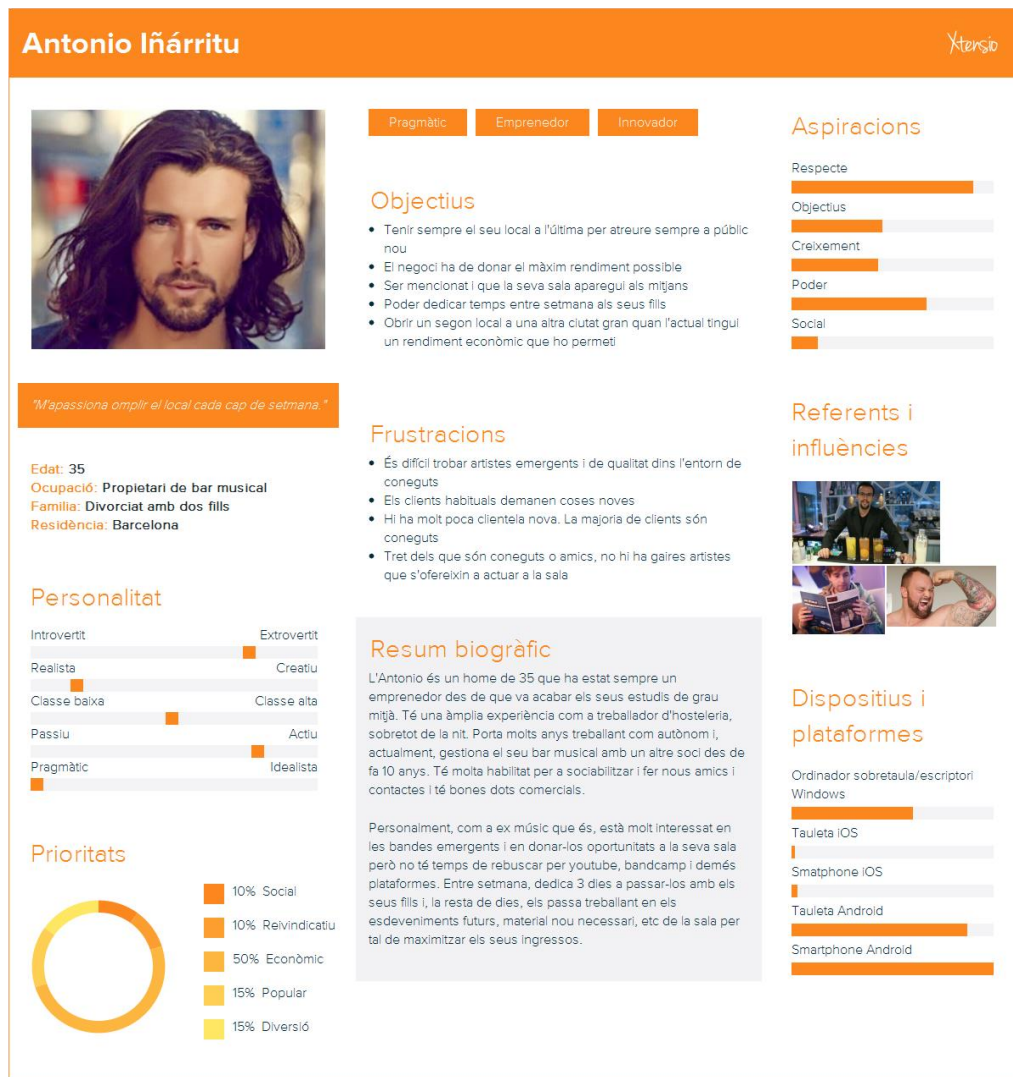 Antonio Iñárritu
Xtensio
"M'apassiona omplir el local cada cap de setmana."
Edat: 35
Ocupació: Propietari de bar musical
Familia: Divorciat amb dos fills
Residència: Barcelona
Personalitat
Introvertit Extrovertit
Realista Creatiu
Classe baixa Classe alta
Passiu Actiu
Pragmàtic Idealista
Prioritats
10% Social
10% Reivindicatiu
50% Econòmic
15% Popular
15% Diversió
Pragmàtic Emprenedor Innovador
Objectius
• Tenir sempre el seu local a l'última per atreure sempre a públic
nou
• El negoci ha de donar el màxim rendiment possible
• Ser mencionat i que la seva sala aparegui als mitjans
• Poder dedicar temps entre setmana als seus fills
• Obrir un segon local a una altra ciutat gran quan l'actual tingui
un rendiment econòmic que ho permeti
Frustracions
• És difícil trobar artistes emergents i de qualitat dins l'entorn de
coneguts
• Els clients habituals demanen coses noves
• Hi ha molt poca clientela nova. La majoria de clients són
coneguts
• Tret dels que són coneguts o amics, no hi ha gaires artistes
que s'ofereixin a actuar a la sala
Resum biogràfic
L'Antonio és un home de 35 que ha estat sempre un
emprenedor des de que va acabar els seus estudis de grau
mitjà. Té una àmplia experiència com a treballador d'hosteleria,
sobretot de la nit. Porta molts anys treballant com autònom i,
actualment, gestiona el seu bar musical amb un altre soci des de
fa 10 anys. Té molta habilitat per a sociabilitzar i fer nous amics i
contactes i té bones dots comercials.
Personalment, com a ex músic que és, està molt interessat en
les bandes emergents i en donar-los oportunitats a la seva sala
però no té temps de rebuscar per youtube, bandcamp i demés
plataformes. Entre setmana, dedica 3 dies a passar-los amb els
seus fills i, la resta de dies, els passa treballant en els
esdeveniments futurs, material nou necessari, etc de la sala per
tal de maximitzar els seus ingressos.
Aspiracions
Respecte
Objectius
Creixement
Poder
Social
Referents i
influències
Dispositius i
plataformes
Ordinador sobretaula/escriptori
Windows
Tauleta iOS
Smatphone iOS
Tauleta Android
Smartphone Android